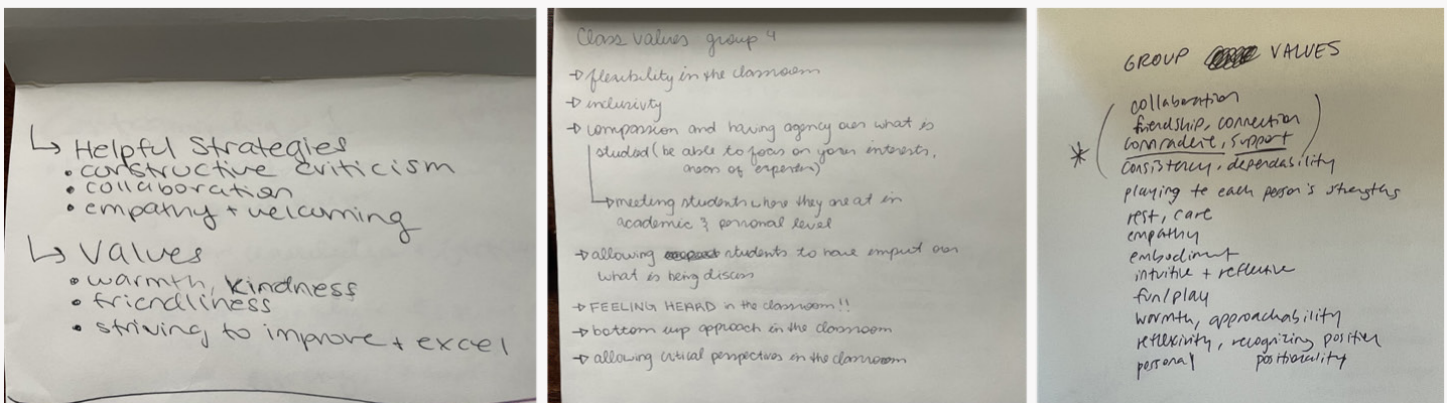 ↳ Helpful Strategies
• constructive criticism
• collaboration
• empathy + welcoming
↳ Values
• warmth, kindness
• friendliness
• striving to improve + excel
Class values group 4
→ flexibility in the classroom
→ inclusivity
→ compassion and having agency over what is
studied (be able to focus on your interests,
areas of
→ meeting students where they are at in
academic & personal level
→ allowing students to have imput over
what is being discuss
→ FEELING HEARD in the classroom!!
→ bottom up approach in the classroom
→ allowing critical perspectives in the classroom
GROUP VALUES
collaboration
friendship, connection
* comraderie, support
consistency, dependability
playing to each person's strengths
rest, care
empathy
embodiment
intuitive + reflective
fun/play
warmth, approachability
reflexivity, recognizing
personal positionality